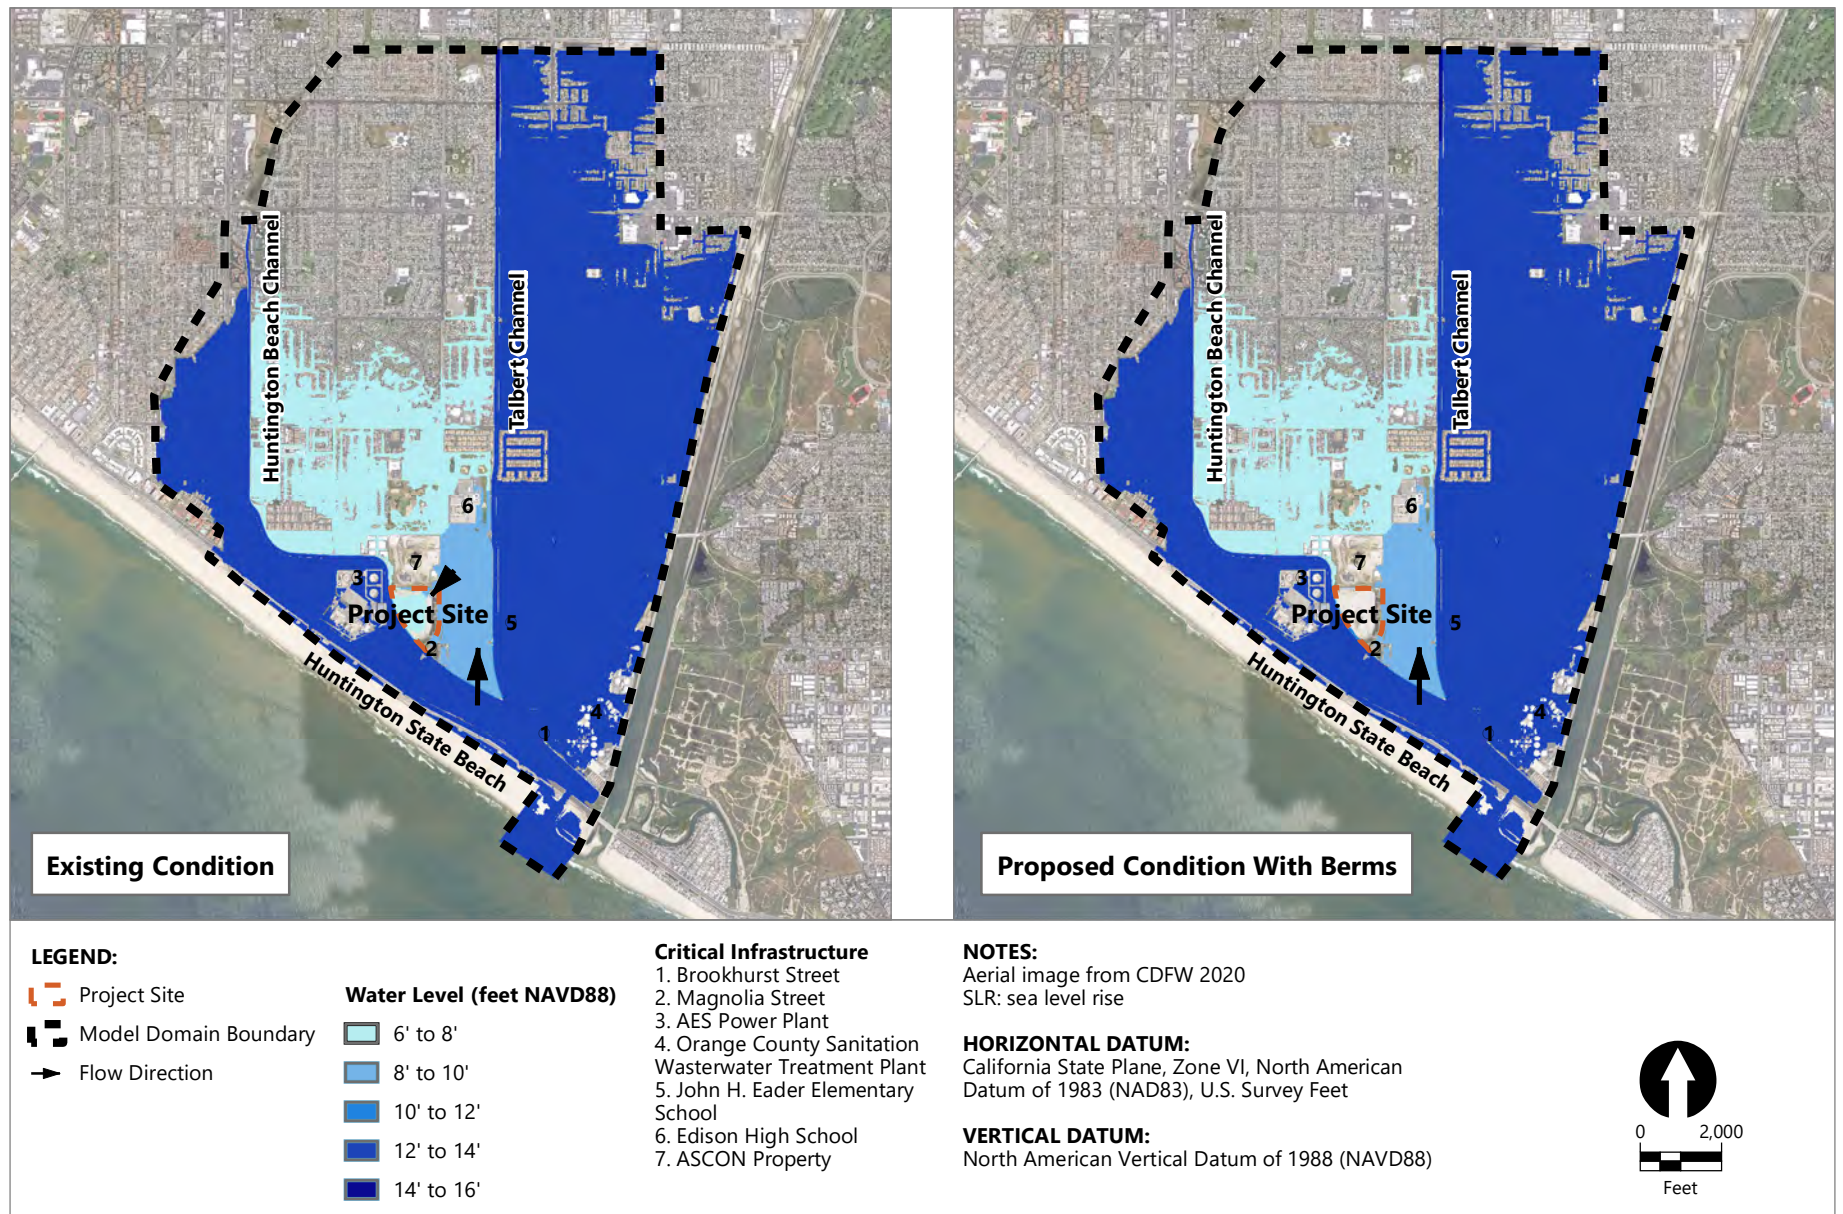 Huntington Beach Channel
Talbert Channel
6
7
3
Project Site
5
2
Huntington State Beach
4
1
Existing Condition
Huntington Beach Channel
Talbert Channel
6
7
3
Project Site
5
2
Huntington State Beach
4
1
Proposed Condition With Berms
LEGEND:
Project Site
Model Domain Boundary
Flow Direction
Water Level (feet NAVD88)
6' to 8'
8' to 10'
10' to 12'
12' to 14'
14' to 16'
Critical Infrastructure
1. Brookhurst Street
2. Magnolia Street
3. AES Power Plant
4. Orange County Sanitation
Wasterwater Treatment Plant
5. John H. Eader Elementary
School
6. Edison High School
7. ASCON Property
NOTES:
Aerial image from CDFW 2020
SLR: sea level rise
HORIZONTAL DATUM:
California State Plane, Zone VI, North American
Datum of 1983 (NAD83), U.S. Survey Feet
VERTICAL DATUM:
North American Vertical Datum of 1988 (NAVD88)
0 2,000
Feet